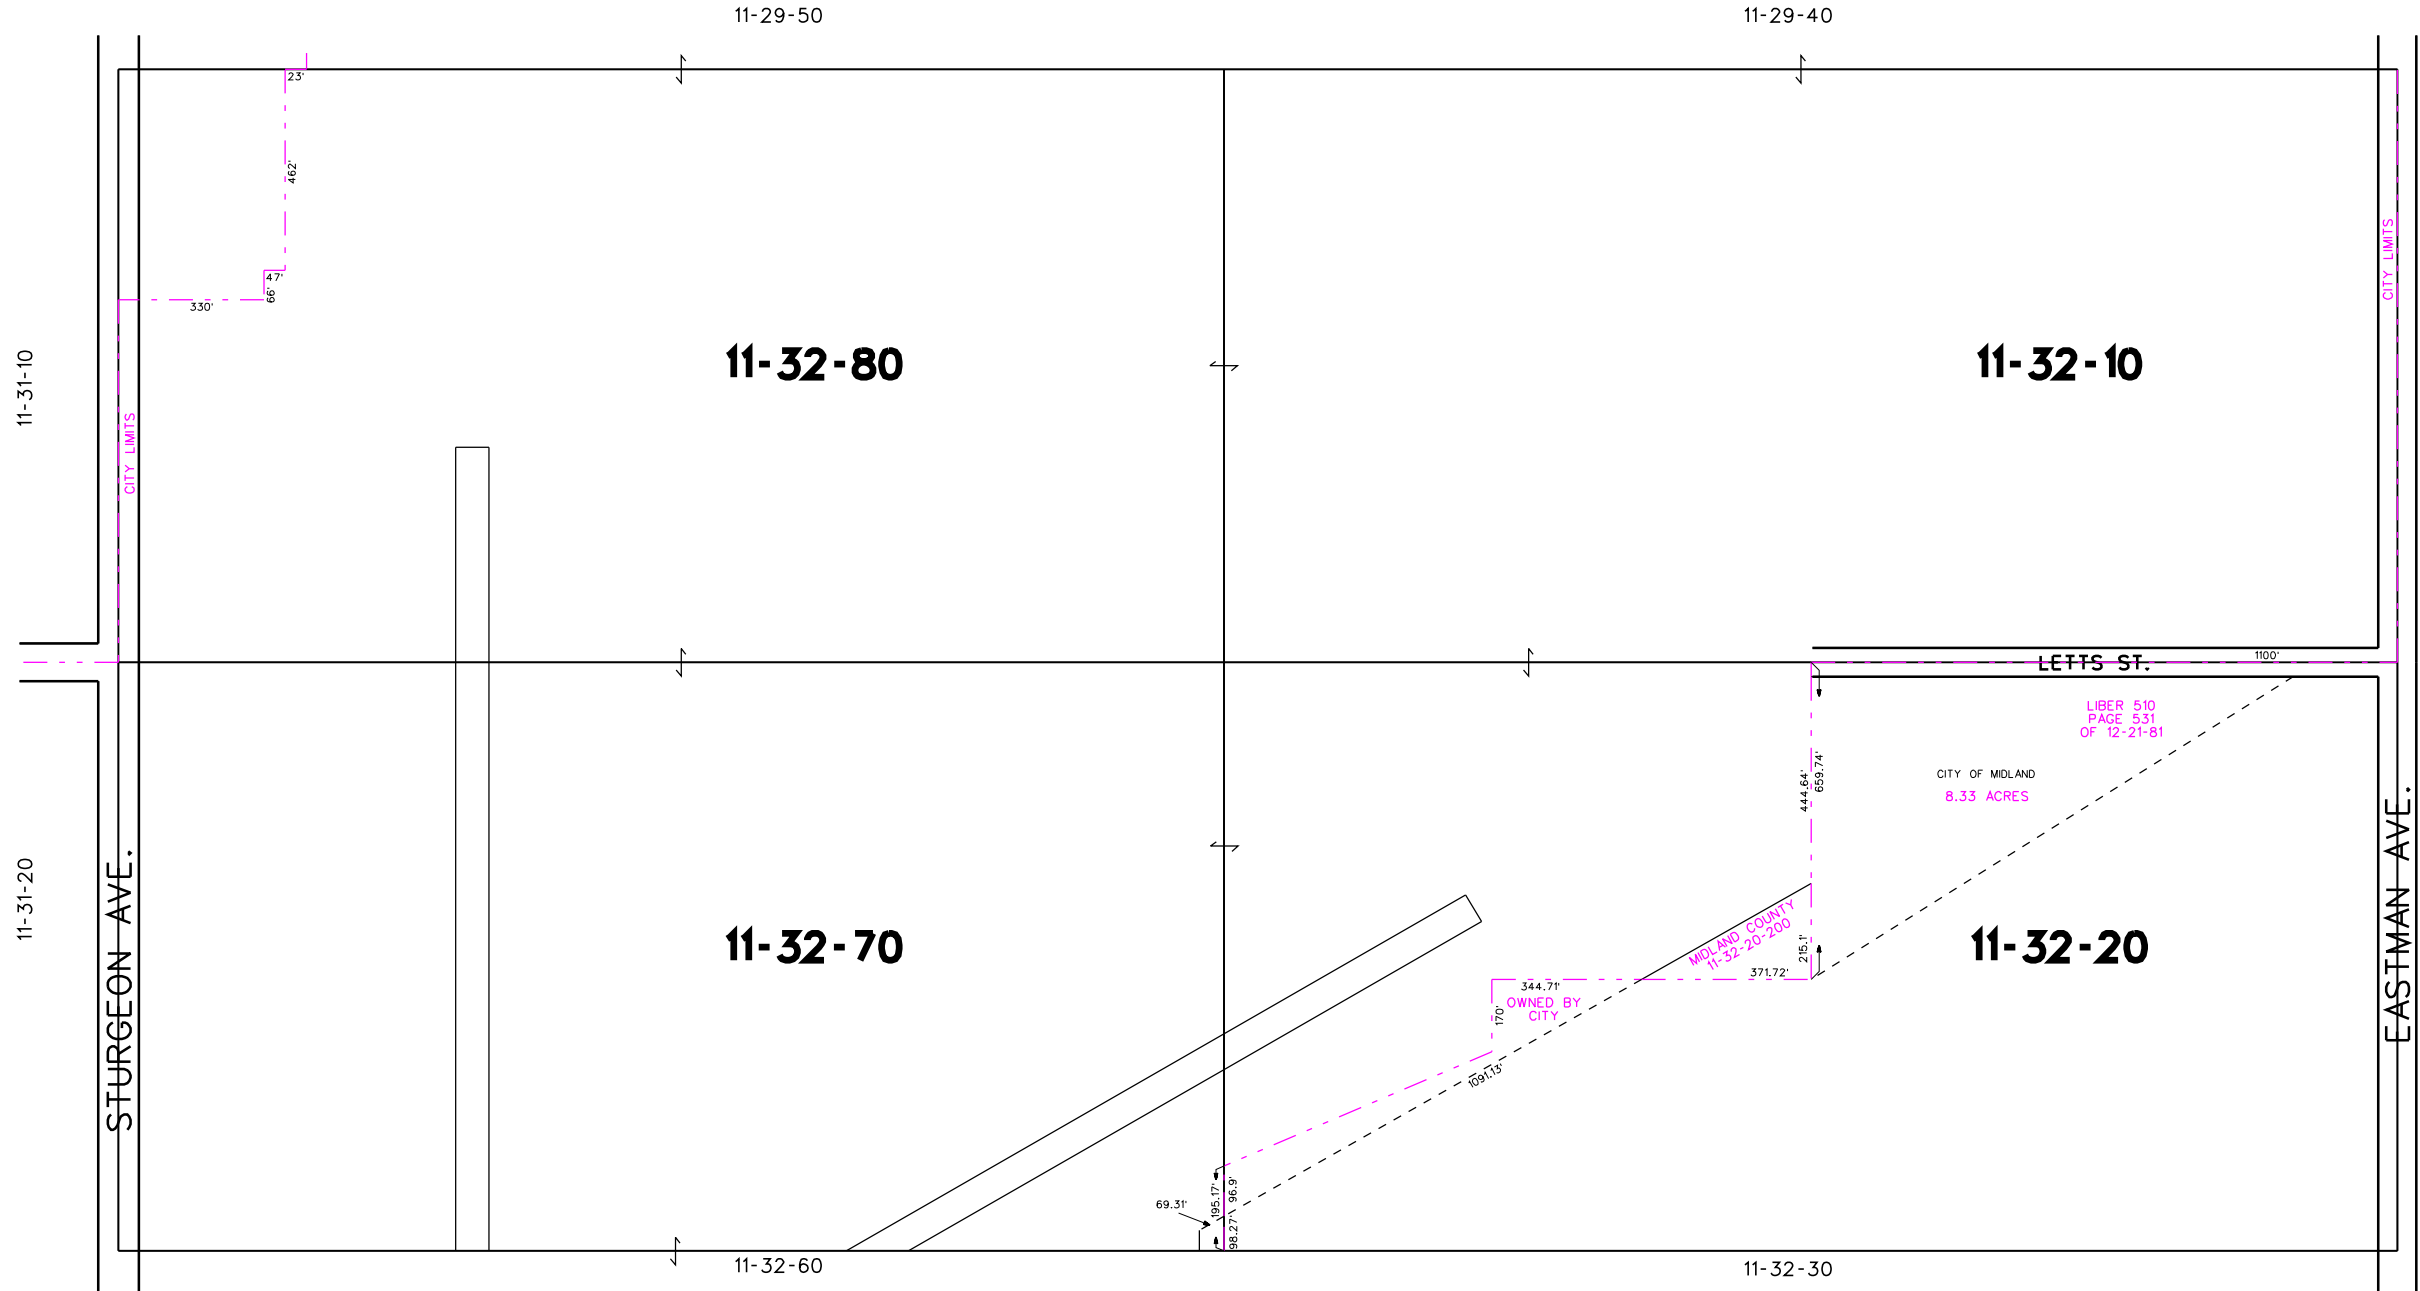 11-29-50
11-29-40
23'
462'
47'
66'
330'
CITY LIMITS
CITY LIMITS
11-31-10
11-32-80
11-32-10
LETTS ST.
1100'
LIBER 510
PAGE 531
OF 12-21-81
CITY OF MIDLAND
8.33 ACRES
444.64'
659.74'
11-31-20
STURGEON AVE.
EASTMAN AVE.
11-32-70
11-32-20
MIDLAND COUNTY
11-32-20-200
215.1'
371.72'
344.71'
OWNED BY
CITY
170'
1091.13'
69.31'
195.17'
96.9'
98.27'
11-32-60
11-32-30